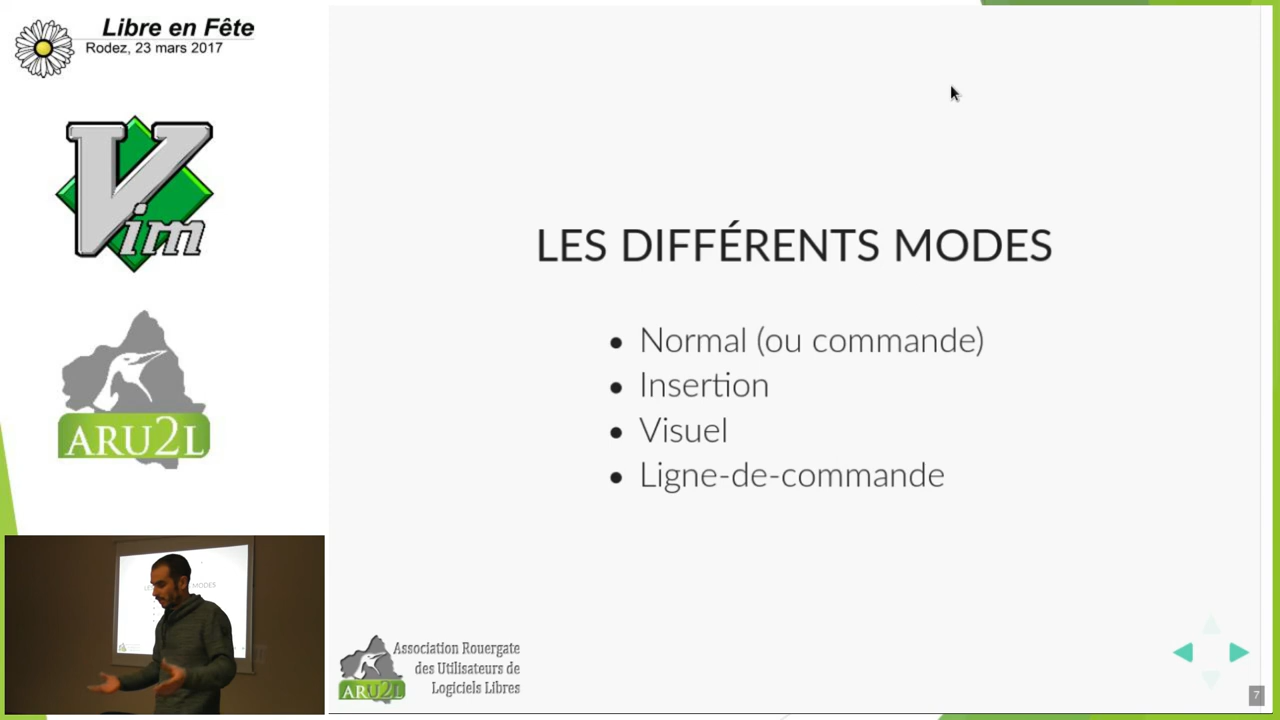 Libre en Fête
Rodez, 23 mars 2017
Vim
ARU2L
LES DIFFÉRENTS MODES
Normal (ou commande)
Insertion
Visuel
Ligne-de-commande
MODES
Association Rouergate
des Utilisateurs de
Logiciels Libres
ARU2L
7